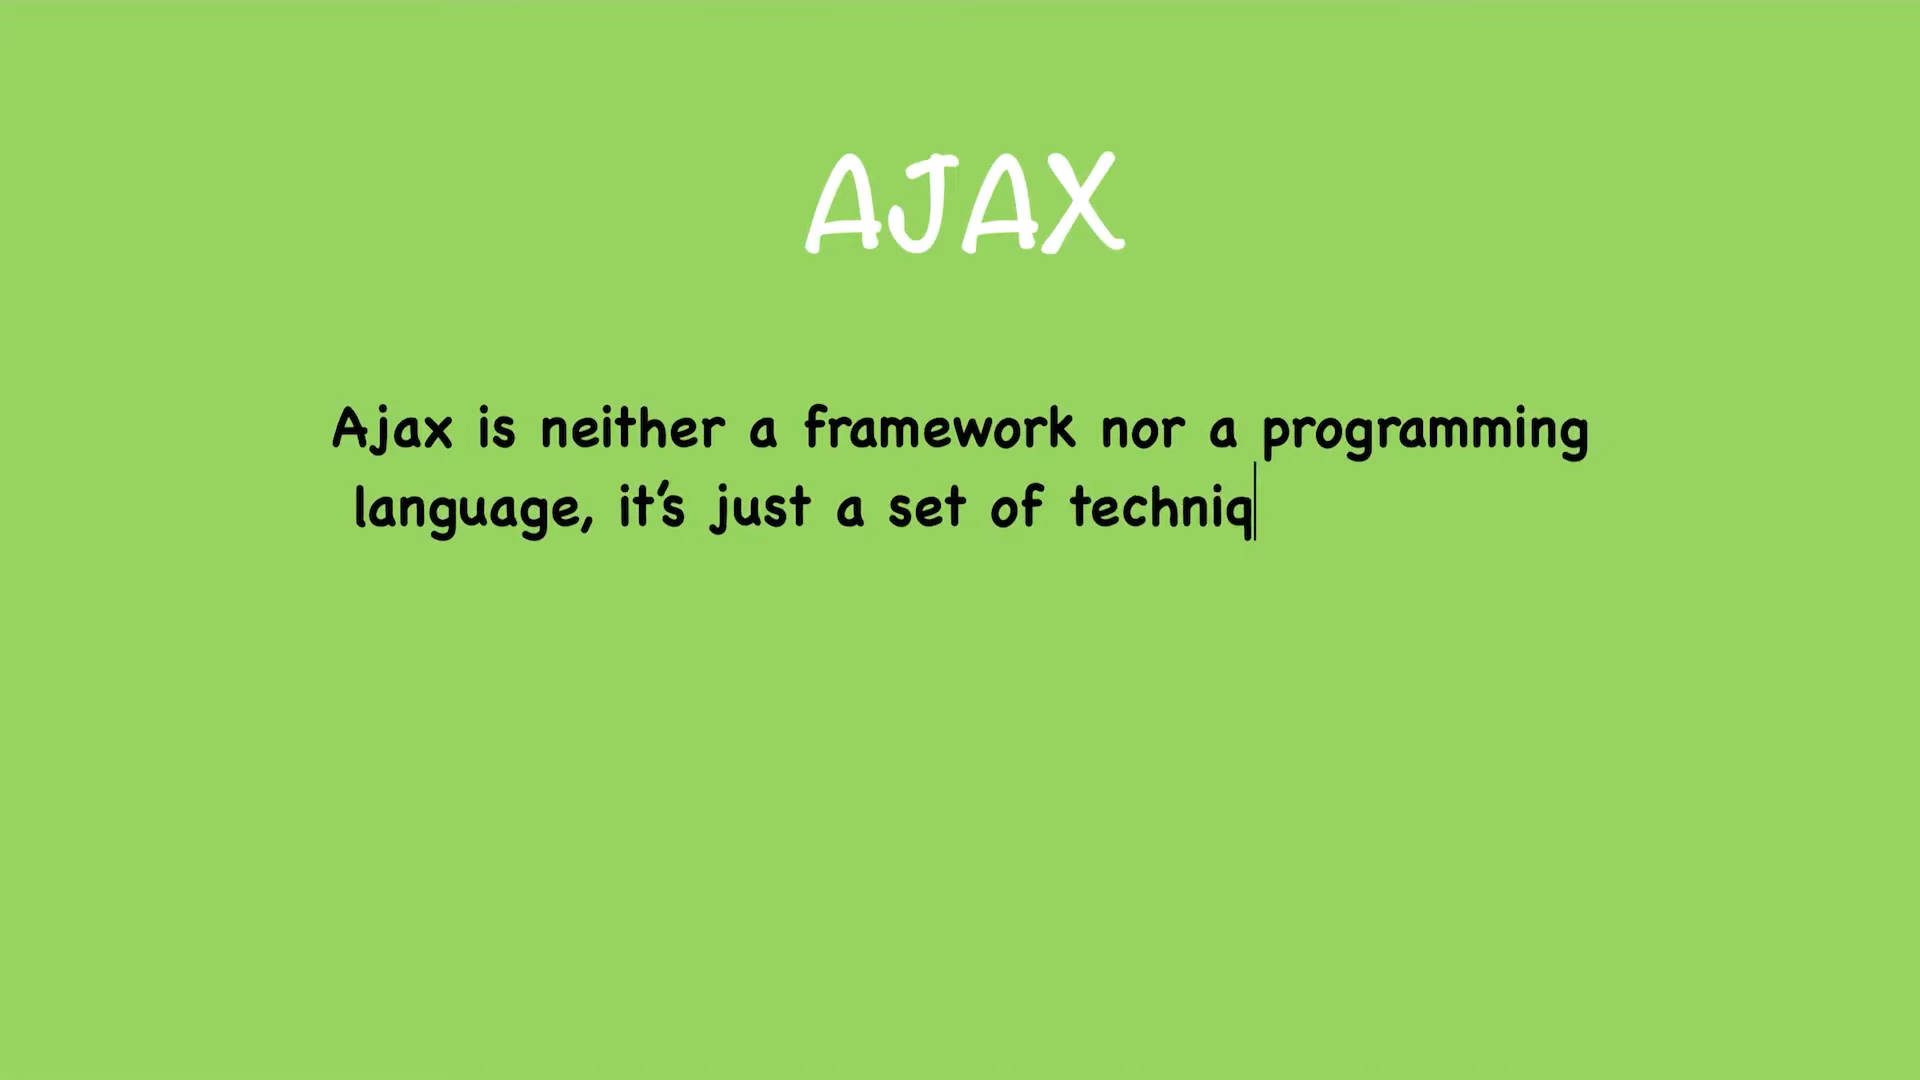 AJAX
Ajax is neither a framework nor a programming
language, it’s just a set of techniq